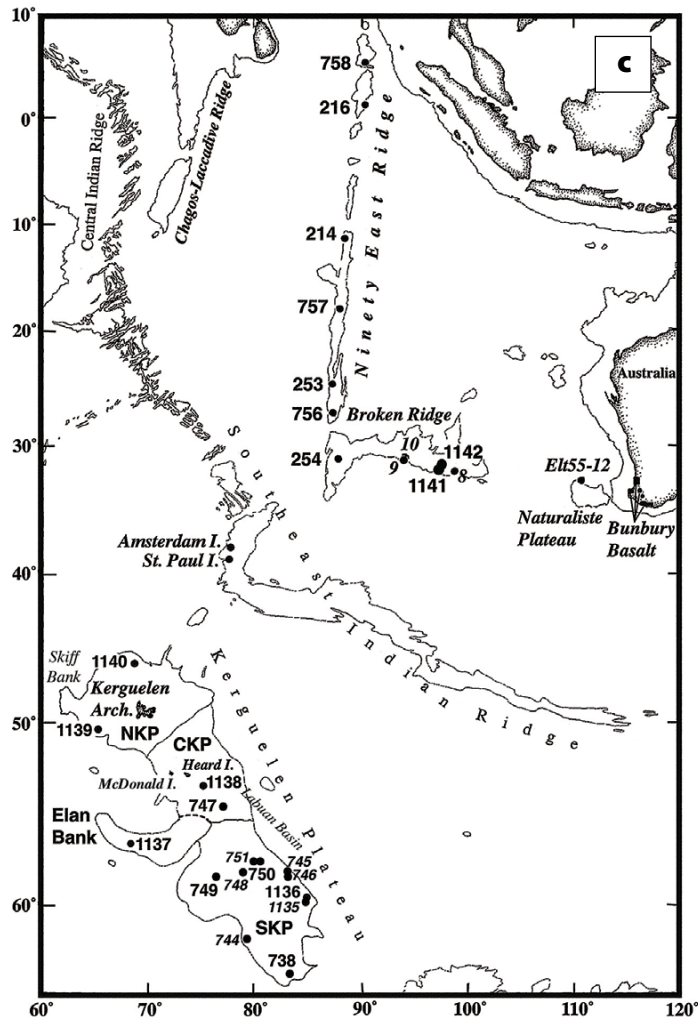 c
10°
0°
10°
20°
30°
40°
50°
60°
60°
70°
80°
90°
100°
110°
120°
758
216
Central Indian Ridge
Chagos-Laccadive Ridge
Ninety East Ridge
214
757
253
756
Broken Ridge
254
10
9
1142
1141
8
Australia
Elt55-12
Naturaliste
Plateau
Bunbury
Basalt
Southeast Indian Ridge
Amsterdam I.
St. Paul I.
Kerguelen Plateau
Skiff
Bank
1140
Kerguelen
Arch.
1139
NKP
CKP
Heard I.
McDonald I.
1138
747
Labuan Basin
Elan
Bank
1137
751
750
745
746
749
748
1136
1135
SKP
744
738